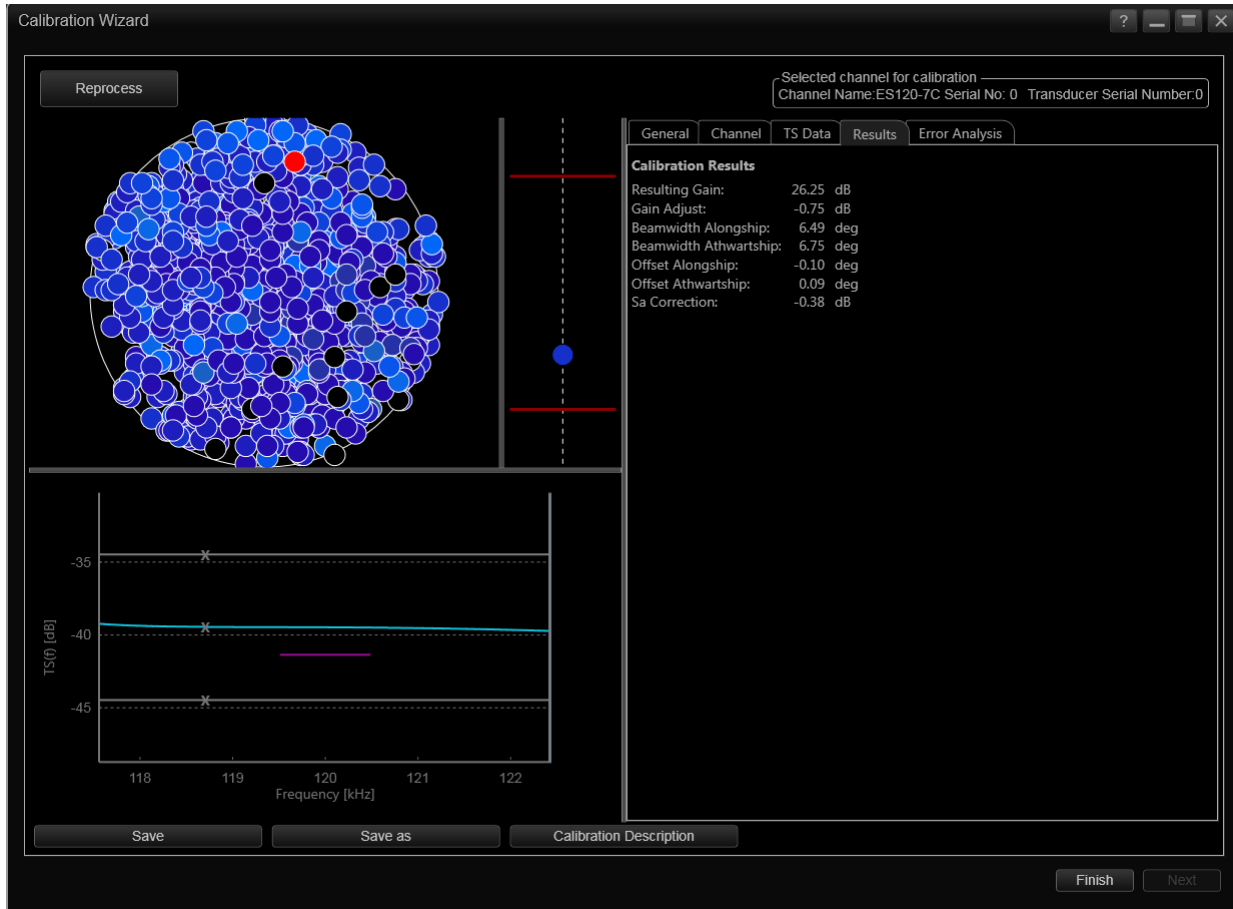 Calibration Wizard
?
Reprocess
Selected channel for calibration
Channel Name:ES120-7C Serial No: 0 Transducer Serial Number:0
General Channel TS Data Results Error Analysis
Calibration Results
Resulting Gain: 26.25 dB
Gain Adjust: -0.75 dB
Beamwidth Alongship: 6.49 deg
Beamwidth Athwartship: 6.75 deg
Offset Alongship: -0.10 deg
Offset Athwartship: 0.09 deg
Sa Correction: -0.38 dB
TS(f) [dB]
-35
-40
-45
x
x
x
118 119 120 121 122
Frequency [kHz]
Save Save as Calibration Description
Finish Next